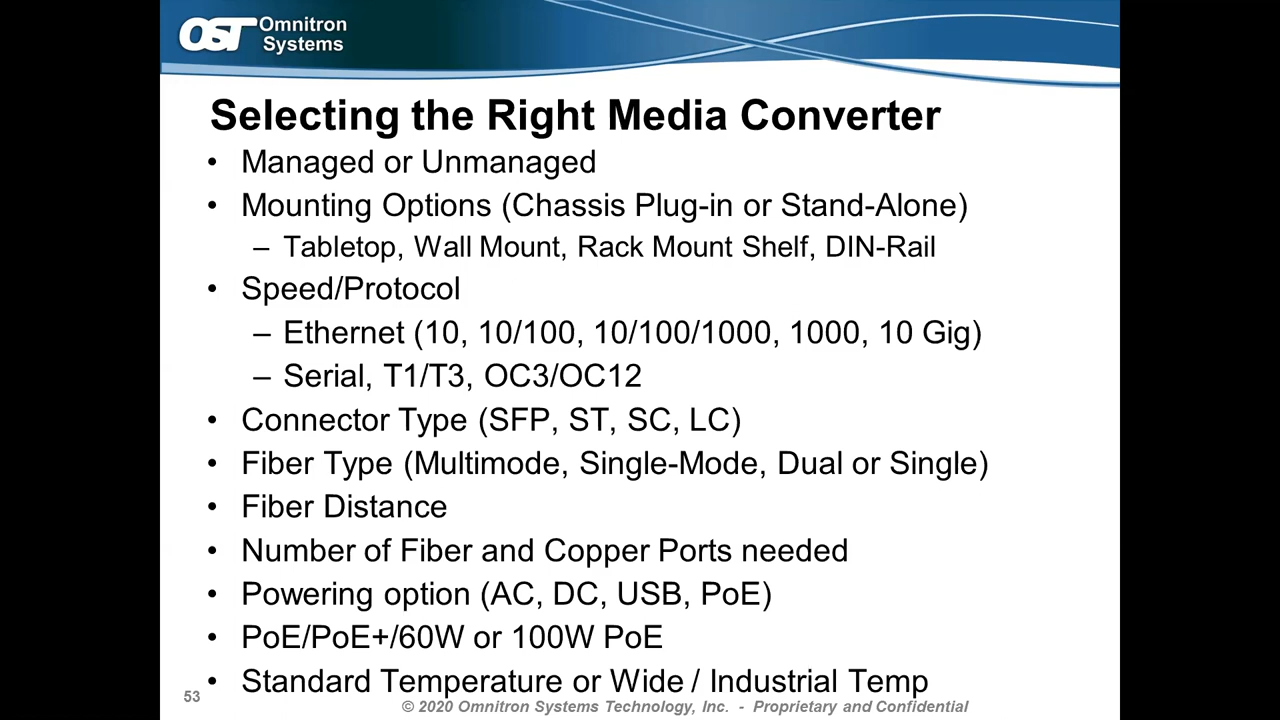 OST Omnitron
Systems
Selecting the Right Media Converter
• Managed or Unmanaged
• Mounting Options (Chassis Plug-in or Stand-Alone)
– Tabletop, Wall Mount, Rack Mount Shelf, DIN-Rail
• Speed/Protocol
– Ethernet (10, 10/100, 10/100/1000, 1000, 10 Gig)
– Serial, T1/T3, OC3/OC12
• Connector Type (SFP, ST, SC, LC)
• Fiber Type (Multimode, Single-Mode, Dual or Single)
• Fiber Distance
• Number of Fiber and Copper Ports needed
• Powering option (AC, DC, USB, PoE)
• PoE/PoE+/60W or 100W PoE
• Standard Temperature or Wide / Industrial Temp
53
© 2020 Omnitron Systems Technology, Inc. - Proprietary and Confidential